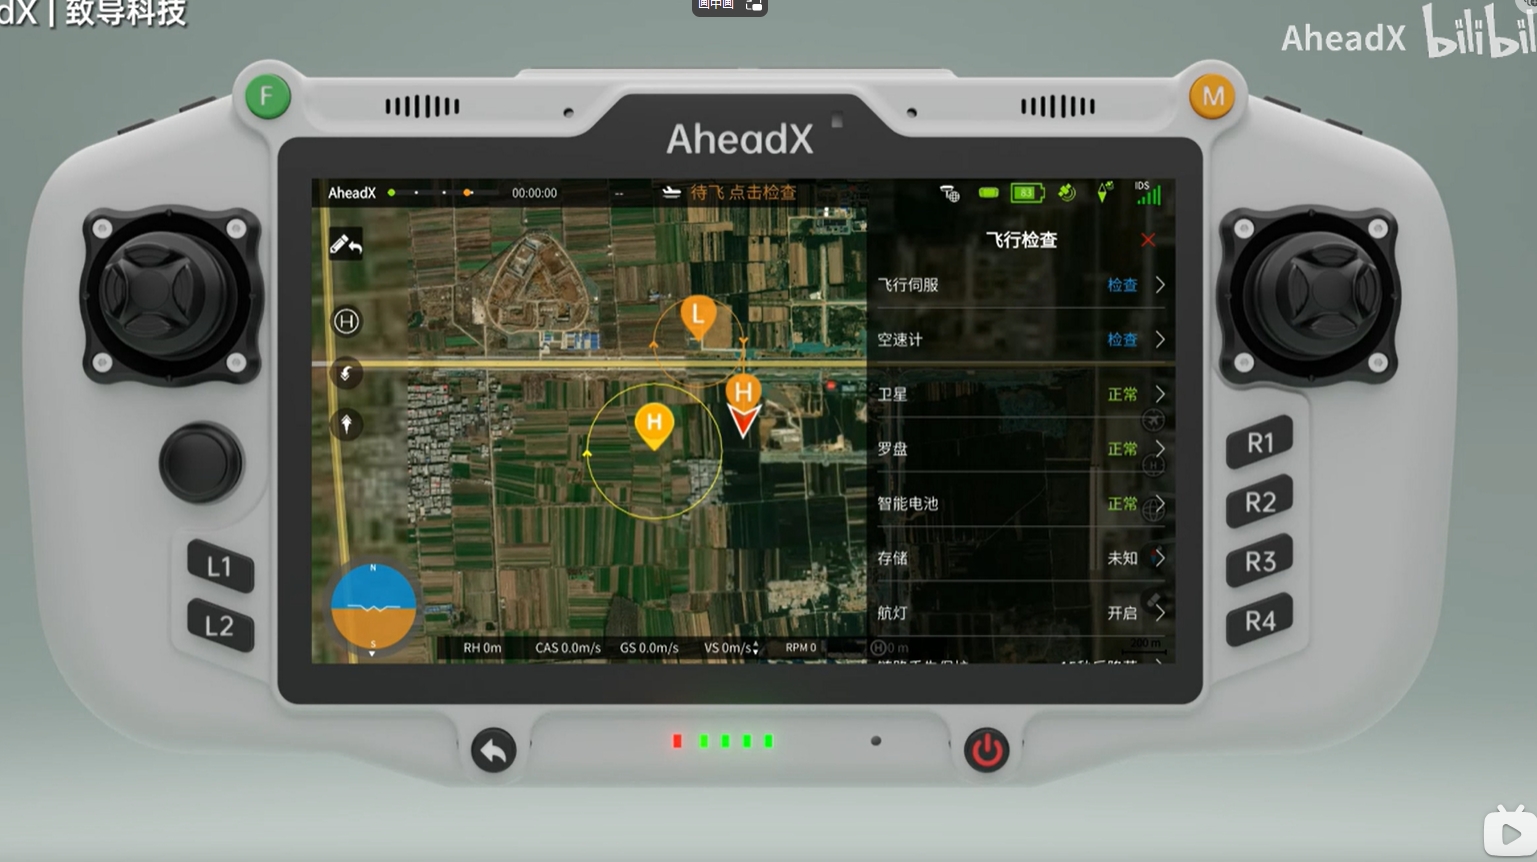 dX | 致导科技
画中画
AheadX bilibil
F
M
AheadX
AheadX
00:00:00
--
待飞 点击检查
83
IDS
飞行检查
飞行伺服 检查
空速计 检查
卫星 正常
罗盘 正常
智能电池 正常
存储 未知
航灯 开启
H
L
H
H
N
S
RH 0m
CAS 0.0m/s
GS 0.0m/s
VS 0m/s
RPM 0
H 0 m
200 m
L1
L2
R1
R2
R3
R4